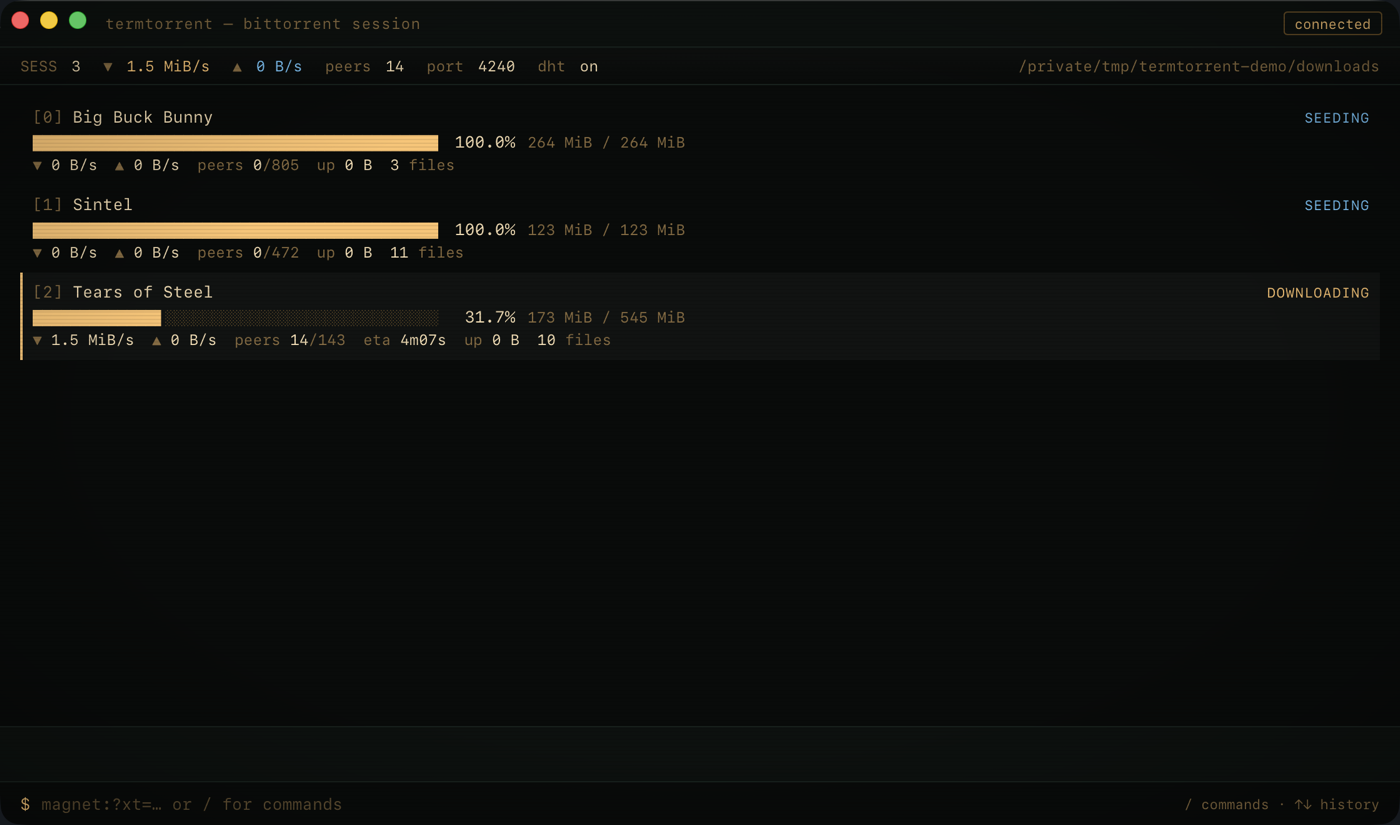 termtorrent — bittorrent session connected
SESS 3 ▼ 1.5 MiB/s ▲ 0 B/s peers 14 port 4240 dht on /private/tmp/termtorrent-demo/downloads
[0] Big Buck Bunny SEEDING
100.0% 264 MiB / 264 MiB
▼ 0 B/s ▲ 0 B/s peers 0/805 up 0 B 3 files
[1] Sintel SEEDING
100.0% 123 MiB / 123 MiB
▼ 0 B/s ▲ 0 B/s peers 0/472 up 0 B 11 files
[2] Tears of Steel DOWNLOADING
31.7% 173 MiB / 545 MiB
▼ 1.5 MiB/s ▲ 0 B/s peers 14/143 eta 4m07s up 0 B 10 files
$ magnet:?xt=… or / for commands / commands · ↑↓ history